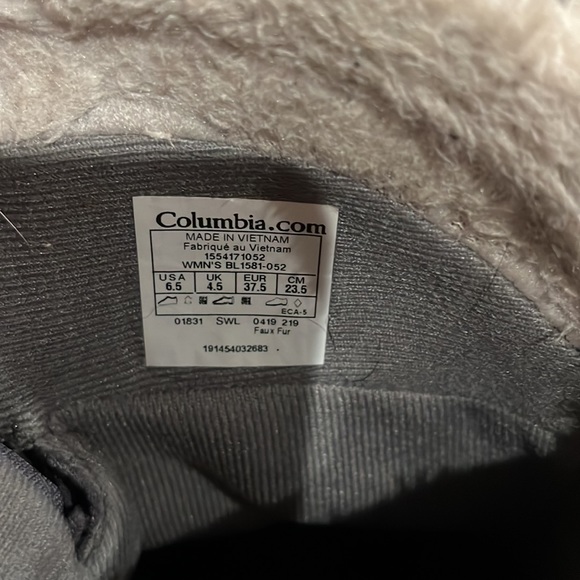 Columbia.com
MADE IN VIETNAM
Fabriqué au Vietnam
1554171052
WMN'S BL1581-052
USA UK EUR CM
6.5 4.5 37.5 23.5
ECA-5
01831 SWL 0419 219
Faux Fur
191454032683